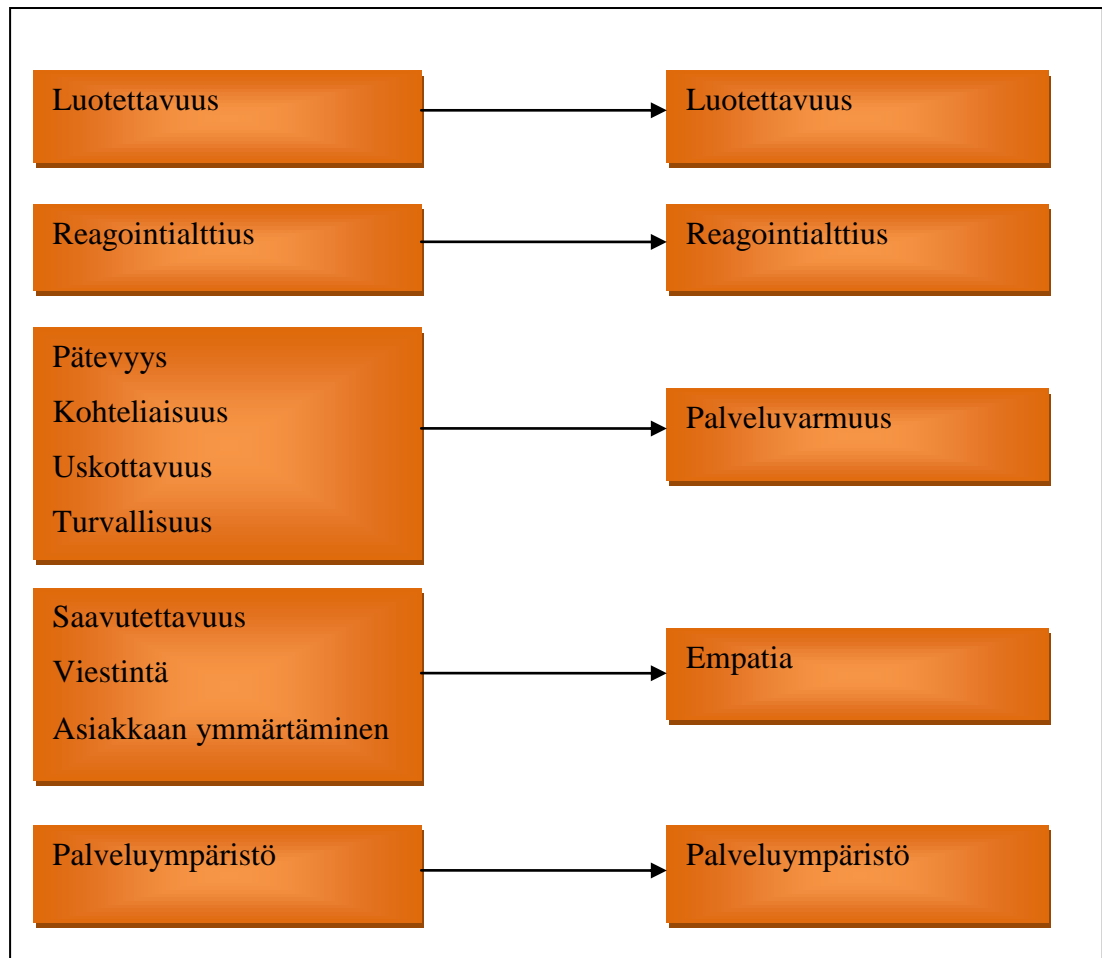 Luotettavuus
Luotettavuus
Reagointialttius
Reagointialttius
Pätevyys
Kohteliaisuus
Uskottavuus
Turvallisuus
Palveluvarmuus
Saavutettavuus
Viestintä
Asiakkaan ymmärtäminen
Empatia
Palveluympäristö
Palveluympäristö